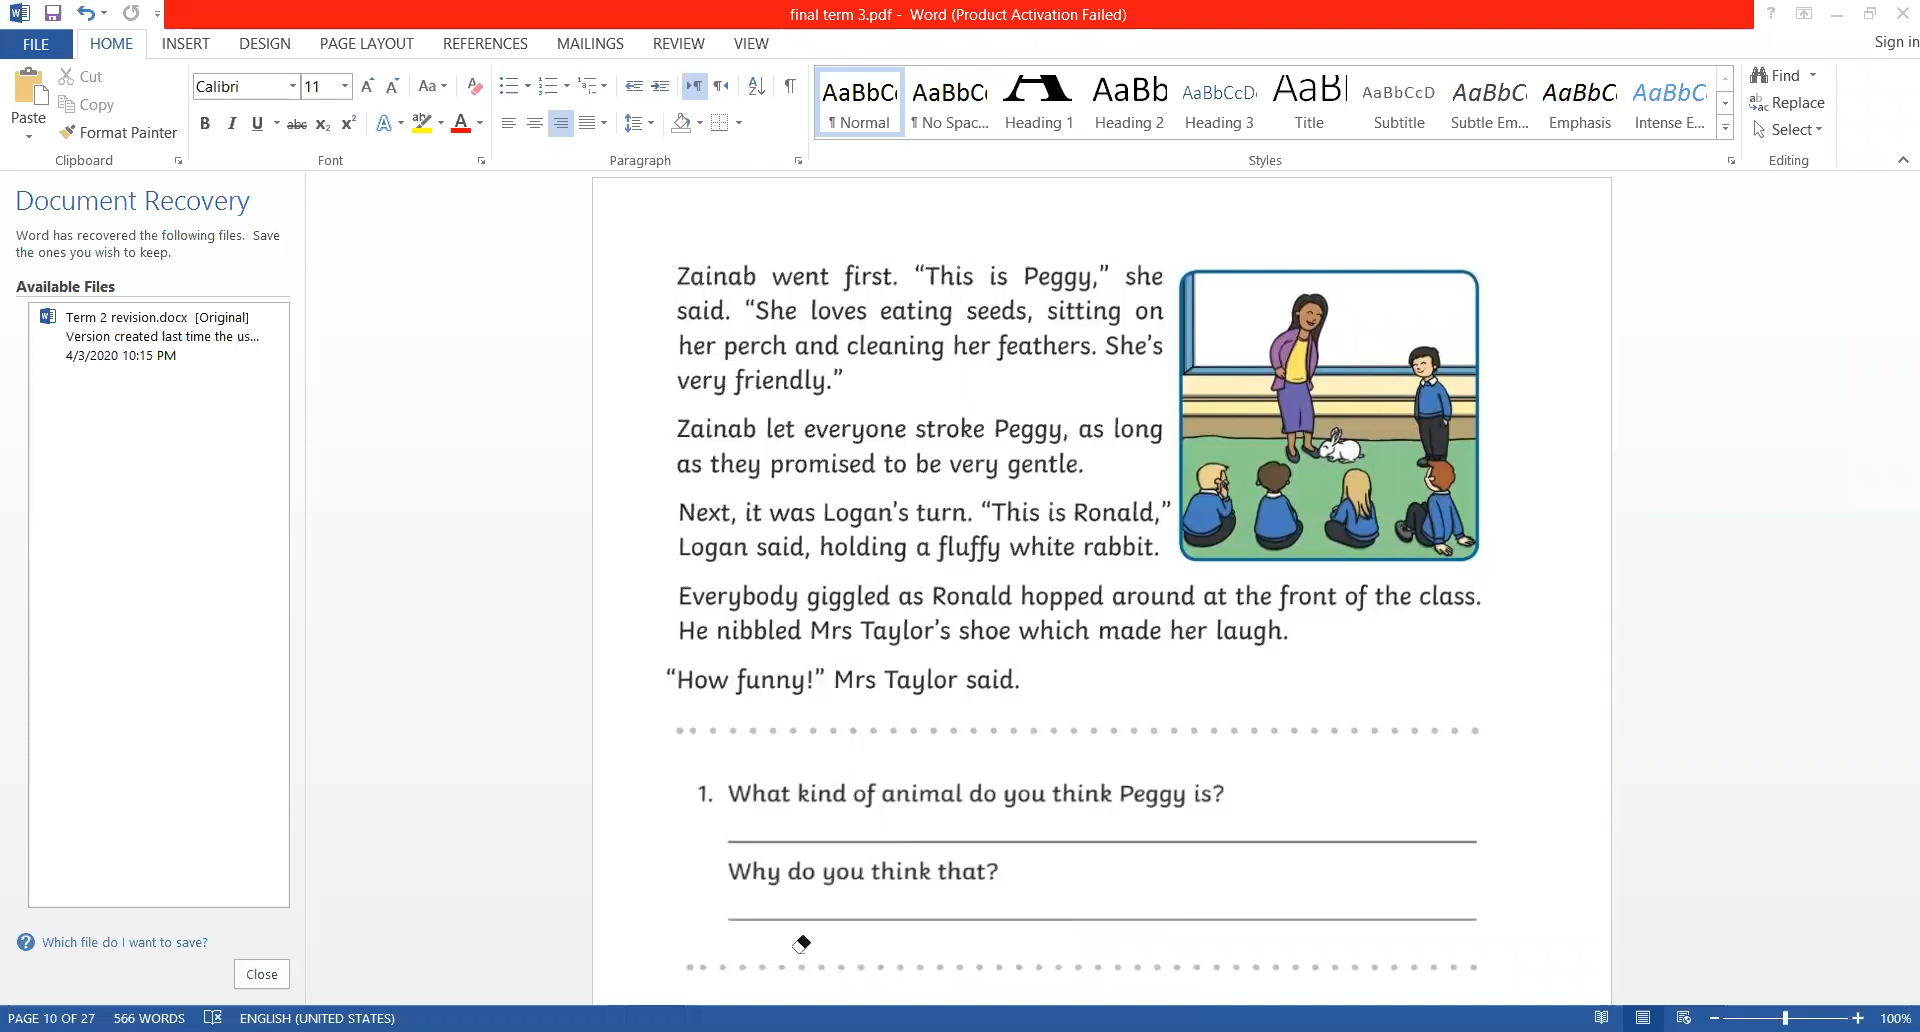 final term 3.pdf - Word (Product Activation Failed)
FILE HOME INSERT DESIGN PAGE LAYOUT REFERENCES MAILINGS REVIEW VIEW Sign in
Paste
Cut
Copy
Format Painter
Clipboard
Calibri 11
Font
Paragraph
AaBbCc AaBbCc A AaBb AaBbCcD AaB AaBbCcD AaBbC AaBbC AaBbC
¶ Normal ¶ No Spac... Heading 1 Heading 2 Heading 3 Title Subtitle Subtle Em... Emphasis Intense E...
Styles
Find
Replace
Select
Editing
Document Recovery
Word has recovered the following files. Save
the ones you wish to keep.
Available Files
Term 2 revision.docx [Original]
Version created last time the us...
4/3/2020 10:15 PM
Which file do I want to save?
Close
Zainab went first. “This is Peggy,” she
said. “She loves eating seeds, sitting on
her perch and cleaning her feathers. She’s
very friendly.”
Zainab let everyone stroke Peggy, as long
as they promised to be very gentle.
Next, it was Logan’s turn. “This is Ronald,”
Logan said, holding a fluffy white rabbit.
Everybody giggled as Ronald hopped around at the front of the class.
He nibbled Mrs Taylor’s shoe which made her laugh.
“How funny!” Mrs Taylor said.
1. What kind of animal do you think Peggy is?
Why do you think that?
PAGE 10 OF 27 566 WORDS ENGLISH (UNITED STATES) 100%